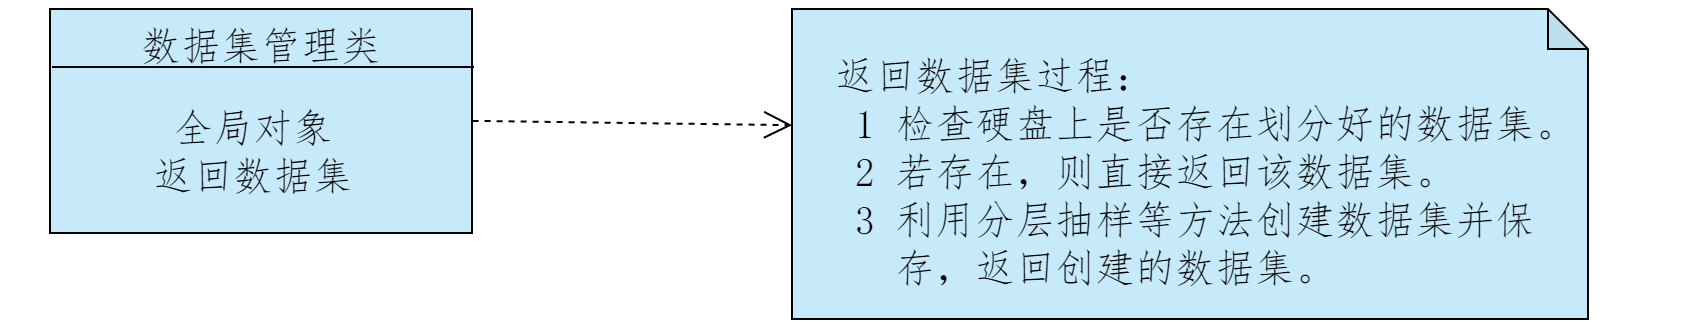 数据集管理类
全局对象
返回数据集
返回数据集过程：
1 检查硬盘上是否存在划分好的数据集。
2 若存在，则直接返回该数据集。
3 利用分层抽样等方法创建数据集并保
存，返回创建的数据集。